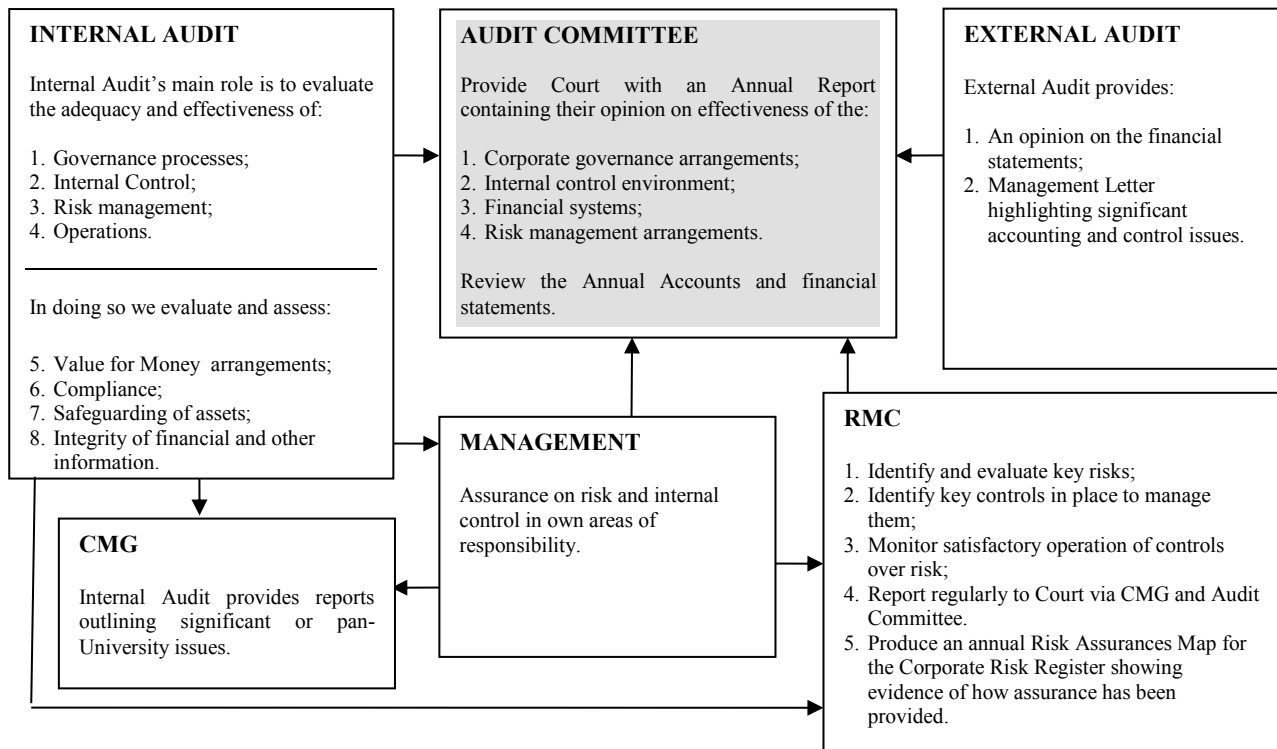 INTERNAL AUDIT
Internal Audit’s main role is to evaluate
the adequacy and effectiveness of:
1. Governance processes;
2. Internal Control;
3. Risk management;
4. Operations.
In doing so we evaluate and assess:
5. Value for Money arrangements;
6. Compliance;
7. Safeguarding of assets;
8. Integrity of financial and other
information.
AUDIT COMMITTEE
Provide Court with an Annual Report
containing their opinion on effectiveness of the:
1. Corporate governance arrangements;
2. Internal control environment;
3. Financial systems;
4. Risk management arrangements.
Review the Annual Accounts and financial
statements.
EXTERNAL AUDIT
External Audit provides:
1. An opinion on the financial
statements;
2. Management Letter
highlighting significant
accounting and control issues.
MANAGEMENT
Assurance on risk and internal
control in own areas of
responsibility.
CMG
Internal Audit provides reports
outlining significant or pan-
University issues.
RMC
1. Identify and evaluate key risks;
2. Identify key controls in place to manage
them;
3. Monitor satisfactory operation of controls
over risk;
4. Report regularly to Court via CMG and Audit
Committee.
5. Produce an annual Risk Assurances Map for
the Corporate Risk Register showing
evidence of how assurance has been
provided.